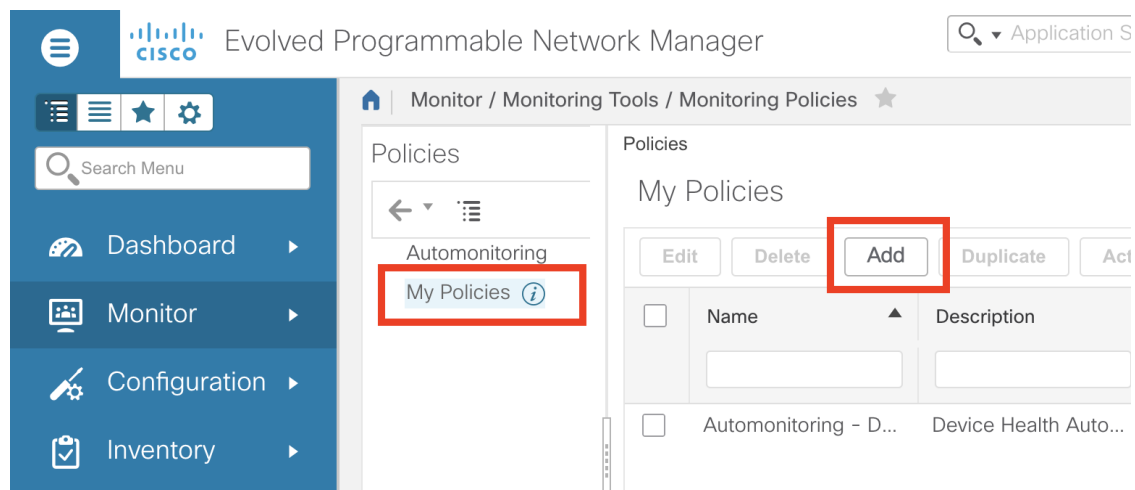 CISCO Evolved Programmable Network Manager
Application S
Monitor / Monitoring Tools / Monitoring Policies
Search Menu
Dashboard
Monitor
Configuration
Inventory
Policies
Automonitoring
My Policies i
Policies
My Policies
Edit Delete Add Duplicate Act
Name Description
Automonitoring - D... Device Health Auto...